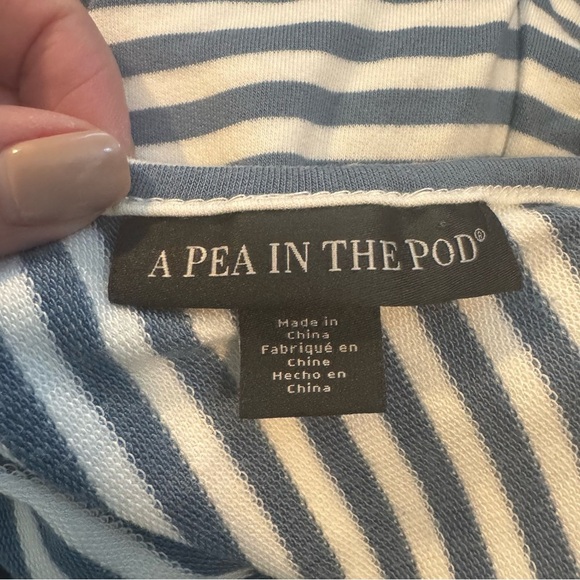 A PEA IN THE POD®
Made in
China
Fabriqué en
Chine
Hecho en
China